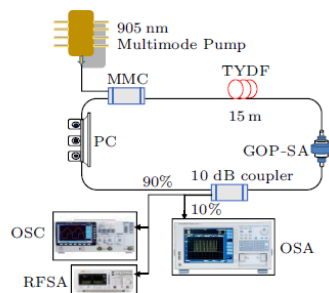 905 nm
Multimode Pump
MMC
TYDF
15 m
PC
GOP-SA
10 dB coupler
90%
10%
OSC
OSA
RFSA